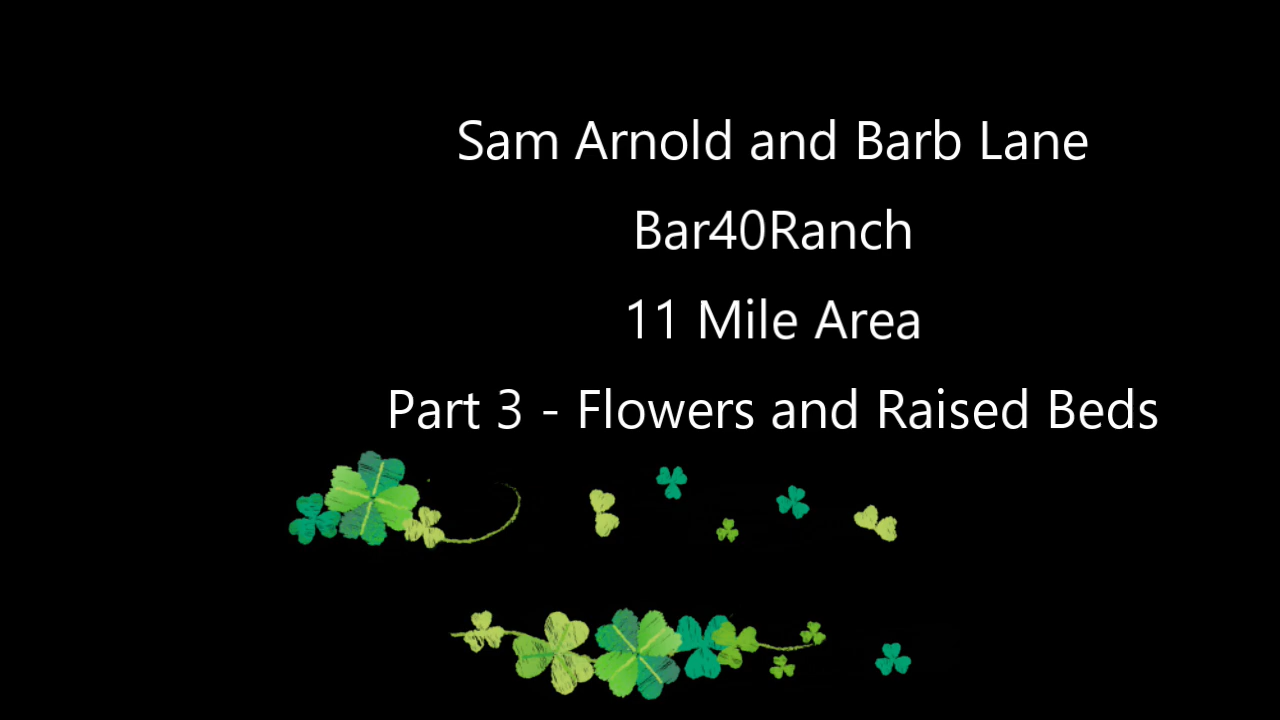 Sam Arnold and Barb Lane
Bar40Ranch
11 Mile Area
Part 3 - Flowers and Raised Beds